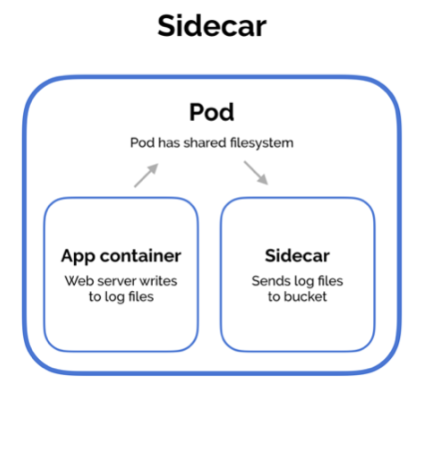 Sidecar
Pod
Pod has shared filesystem
App container
Web server writes
to log files
Sidecar
Sends log files
to bucket